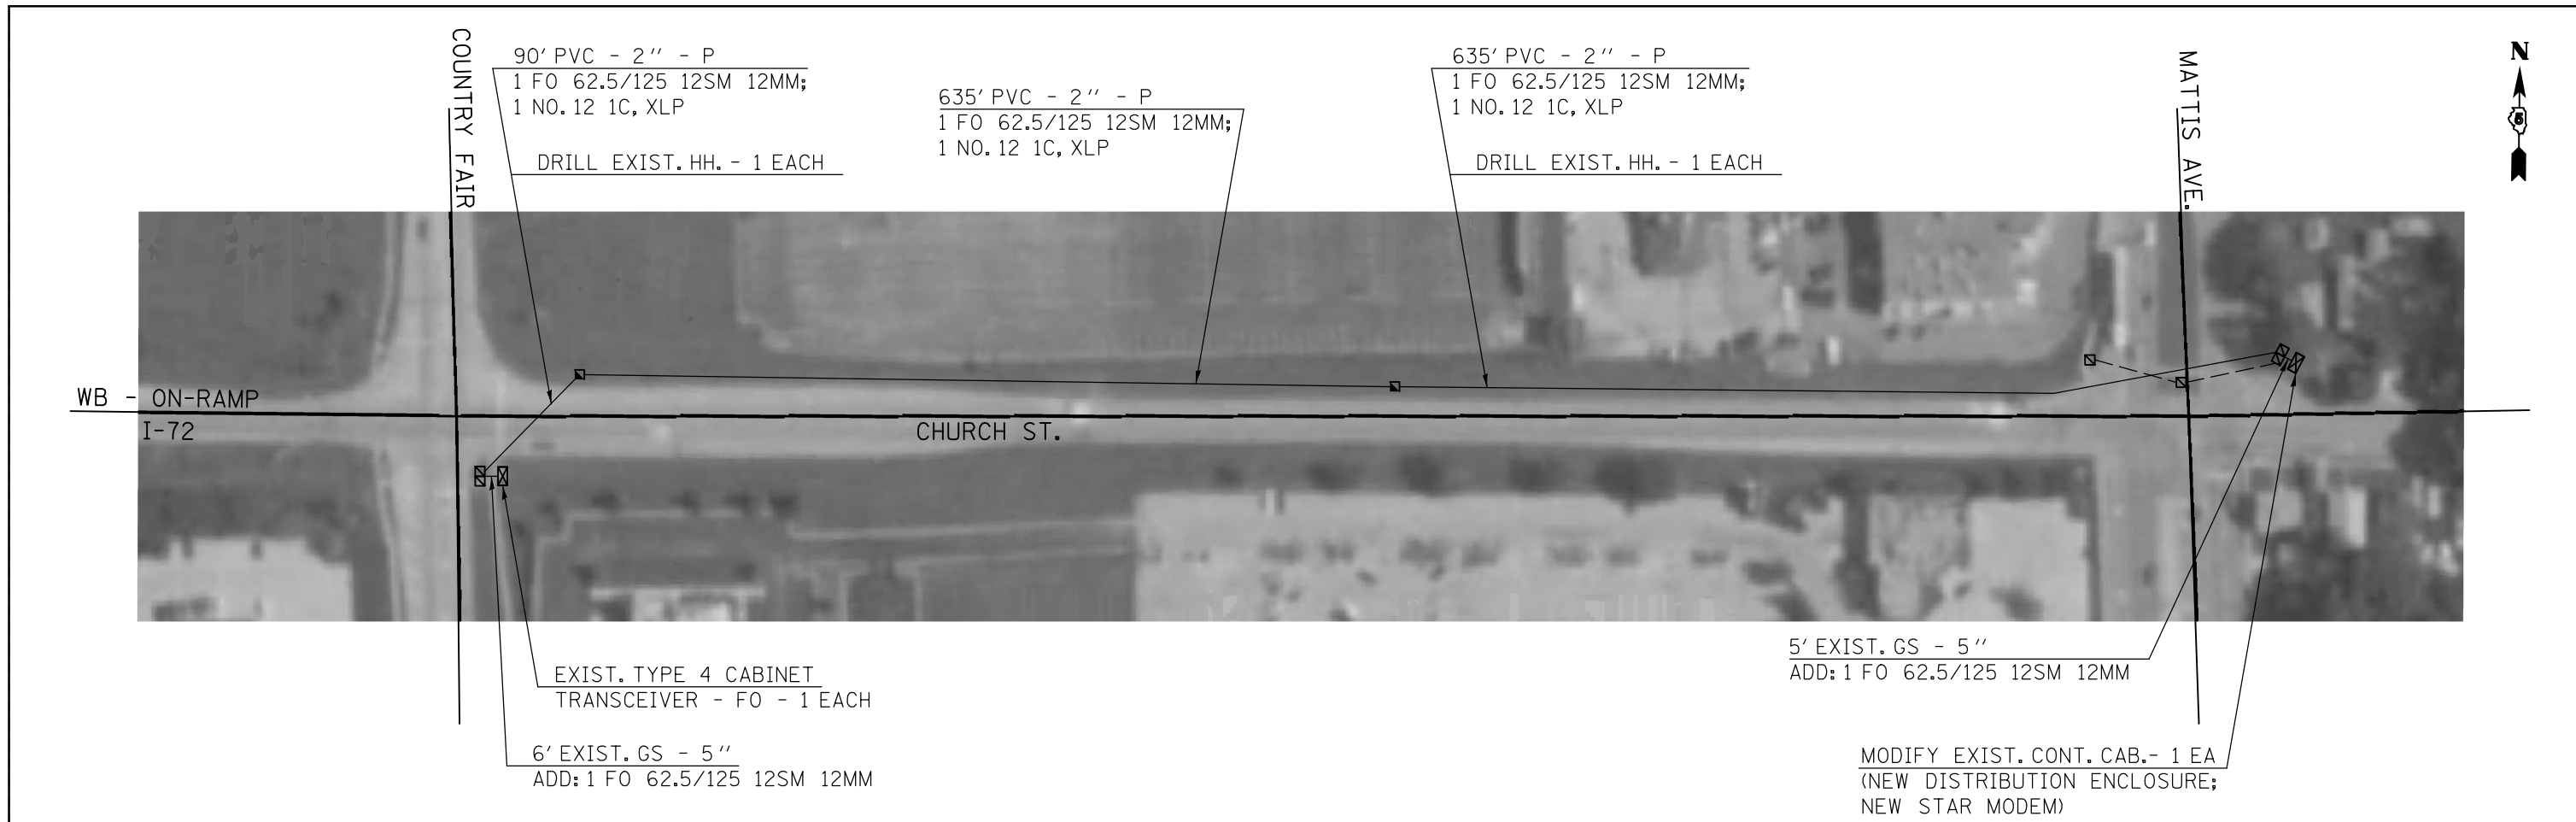 COUNTRY FAIR
90' PVC - 2" - P
1 FO 62.5/125 12SM 12MM;
1 NO. 12 1C, XLP
DRILL EXIST. HH. - 1 EACH
635' PVC - 2" - P
1 FO 62.5/125 12SM 12MM;
1 NO. 12 1C, XLP
635' PVC - 2" - P
1 FO 62.5/125 12SM 12MM;
1 NO. 12 1C, XLP
DRILL EXIST. HH. - 1 EACH
MATTIS AVE.
N
5
WB - ON-RAMP
I-72
CHURCH ST.
EXIST. TYPE 4 CABINET
TRANSCEIVER - FO - 1 EACH
6' EXIST. GS - 5"
ADD: 1 FO 62.5/125 12SM 12MM
5' EXIST. GS - 5"
ADD: 1 FO 62.5/125 12SM 12MM
MODIFY EXIST. CONT. CAB.- 1 EA
(NEW DISTRIBUTION ENCLOSURE;
NEW STAR MODEM)